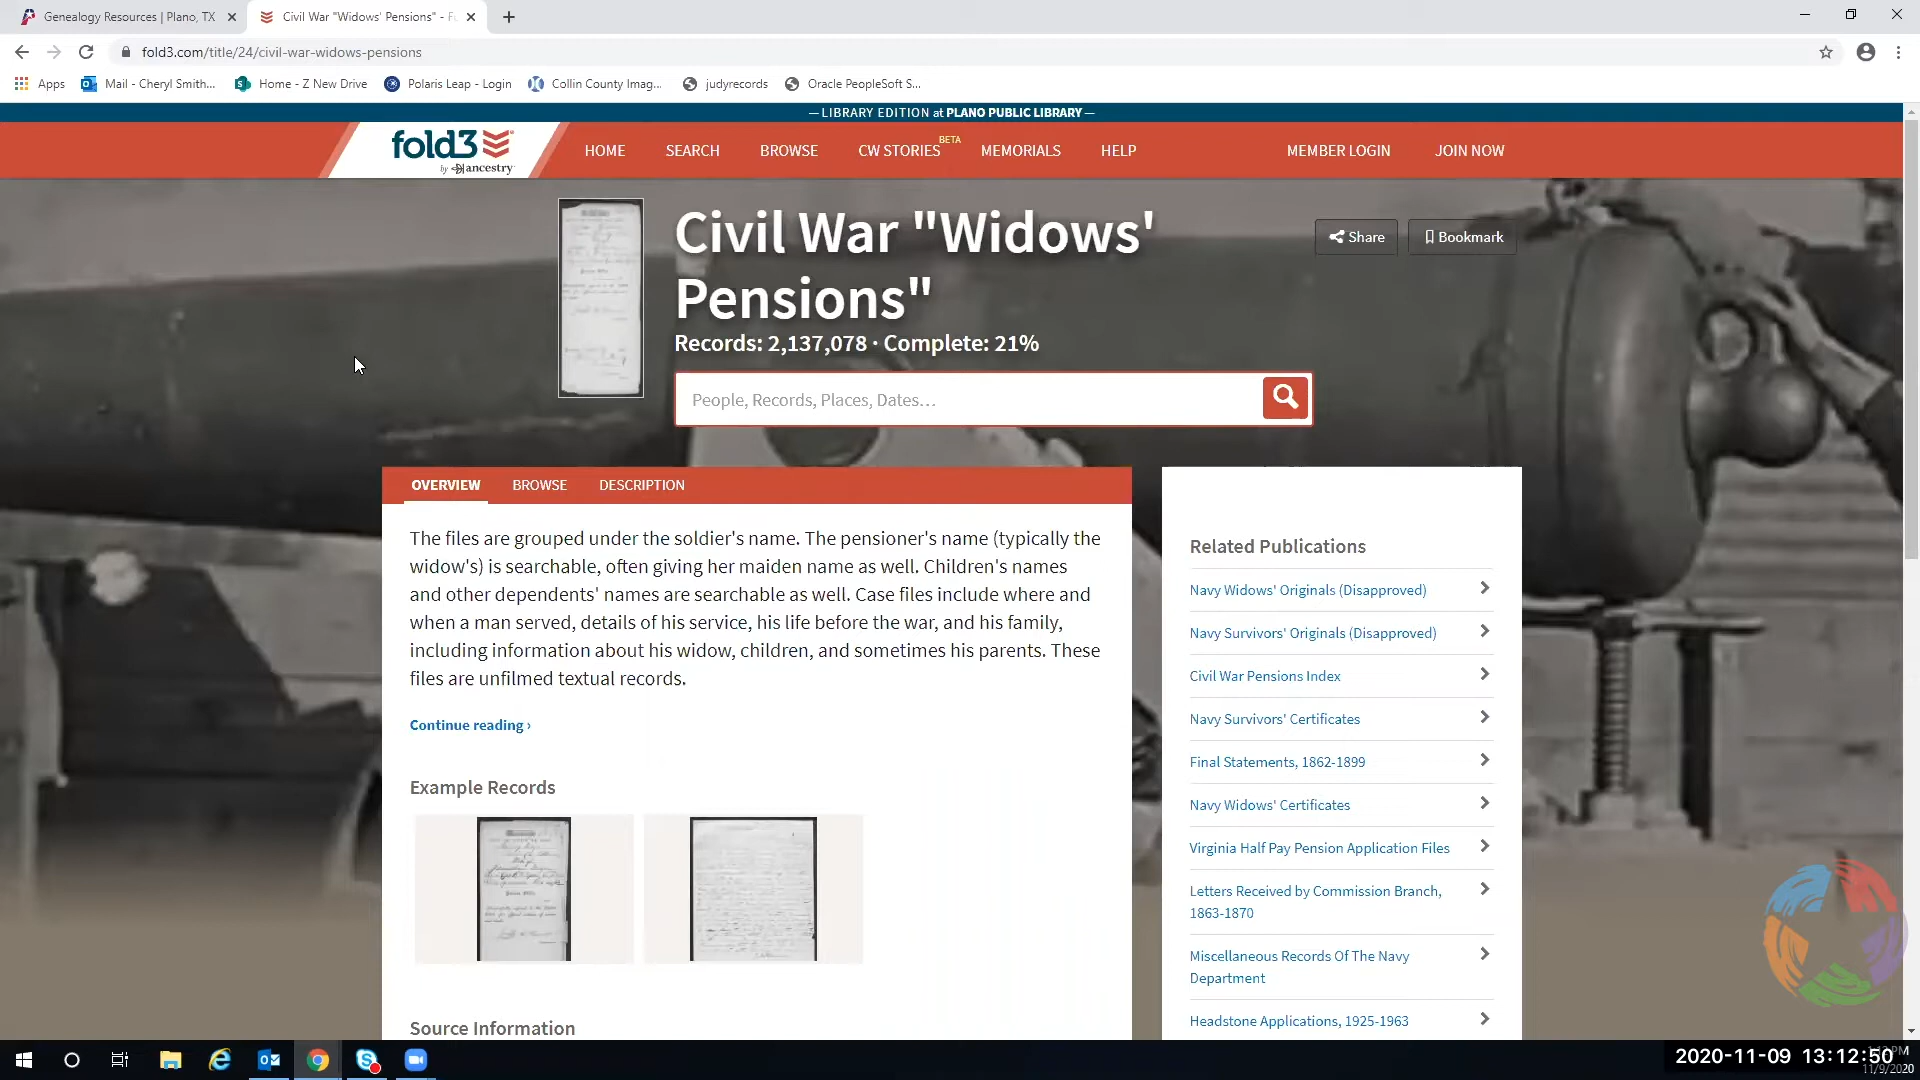 Genealogy Resources | Plano, TX
Civil War "Widows' Pensions" - F
fold3.com/title/24/civil-war-widows-pensions
Apps
Mail - Cheryl Smith...
Home - Z New Drive
Polaris Leap - Login
Collin County Imag...
judyrecords
Oracle PeopleSoft S...
— LIBRARY EDITION at PLANO PUBLIC LIBRARY —
fold3
by ancestry
HOME
SEARCH
BROWSE
CW STORIES BETA
MEMORIALS
HELP
MEMBER LOGIN
JOIN NOW
Civil War "Widows'
Pensions"
Records: 2,137,078 · Complete: 21%
Share
Bookmark
People, Records, Places, Dates...
OVERVIEW
BROWSE
DESCRIPTION
The files are grouped under the soldier's name. The pensioner's name (typically the
widow's) is searchable, often giving her maiden name as well. Children's names
and other dependents' names are searchable as well. Case files include where and
when a man served, details of his service, his life before the war, and his family,
including information about his widow, children, and sometimes his parents. These
files are unfilmed textual records.
Continue reading ›
Example Records
Source Information
Related Publications
Navy Widows' Originals (Disapproved)
Navy Survivors' Originals (Disapproved)
Civil War Pensions Index
Navy Survivors' Certificates
Final Statements, 1862-1899
Navy Widows' Certificates
Virginia Half Pay Pension Application Files
Letters Received by Commission Branch,
1863-1870
Miscellaneous Records Of The Navy
Department
Headstone Applications, 1925-1963
2020-11-09 13:12:50
11/9/2020